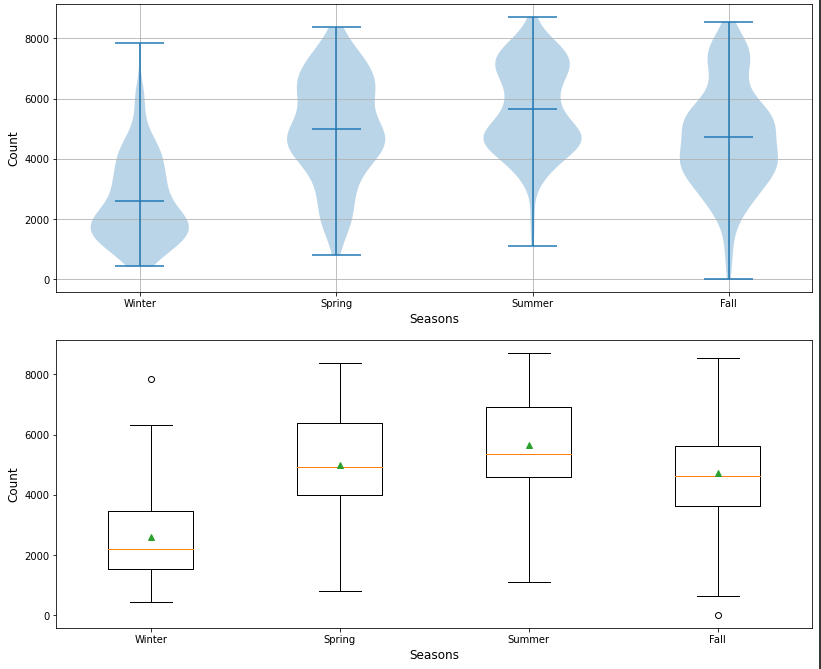 8000
6000
4000
2000
0
Count
Winter Spring Summer Fall
Seasons
8000
6000
4000
2000
0
Count
Winter Spring Summer Fall
Seasons